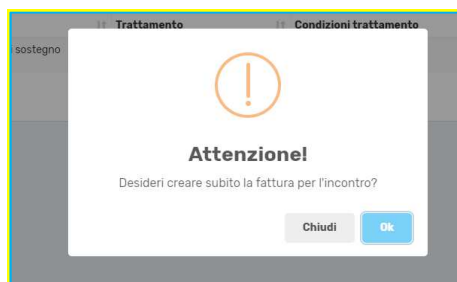 Trattamento Condizioni trattamento
sostegno
Attenzione!
Desideri creare subito la fattura per l'incontro?
Chiudi Ok